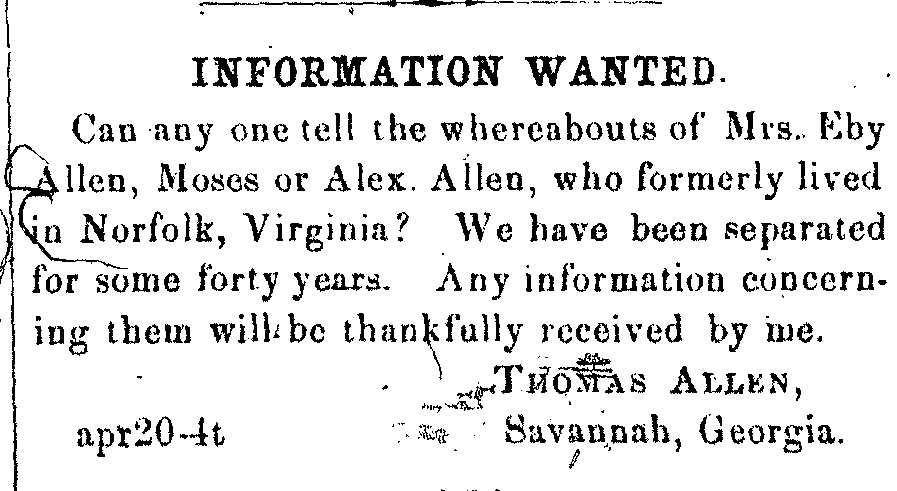 INFORMATION WANTED.
Can any one tell the whereabouts of Mrs. Eby
Allen, Moses or Alex. Allen, who formerly lived
in Norfolk, Virginia? We have been separated
for some forty years. Any information concern-
ing them will be thankfully received by me.
THOMAS ALLEN,
apr20-4t Savannah, Georgia.